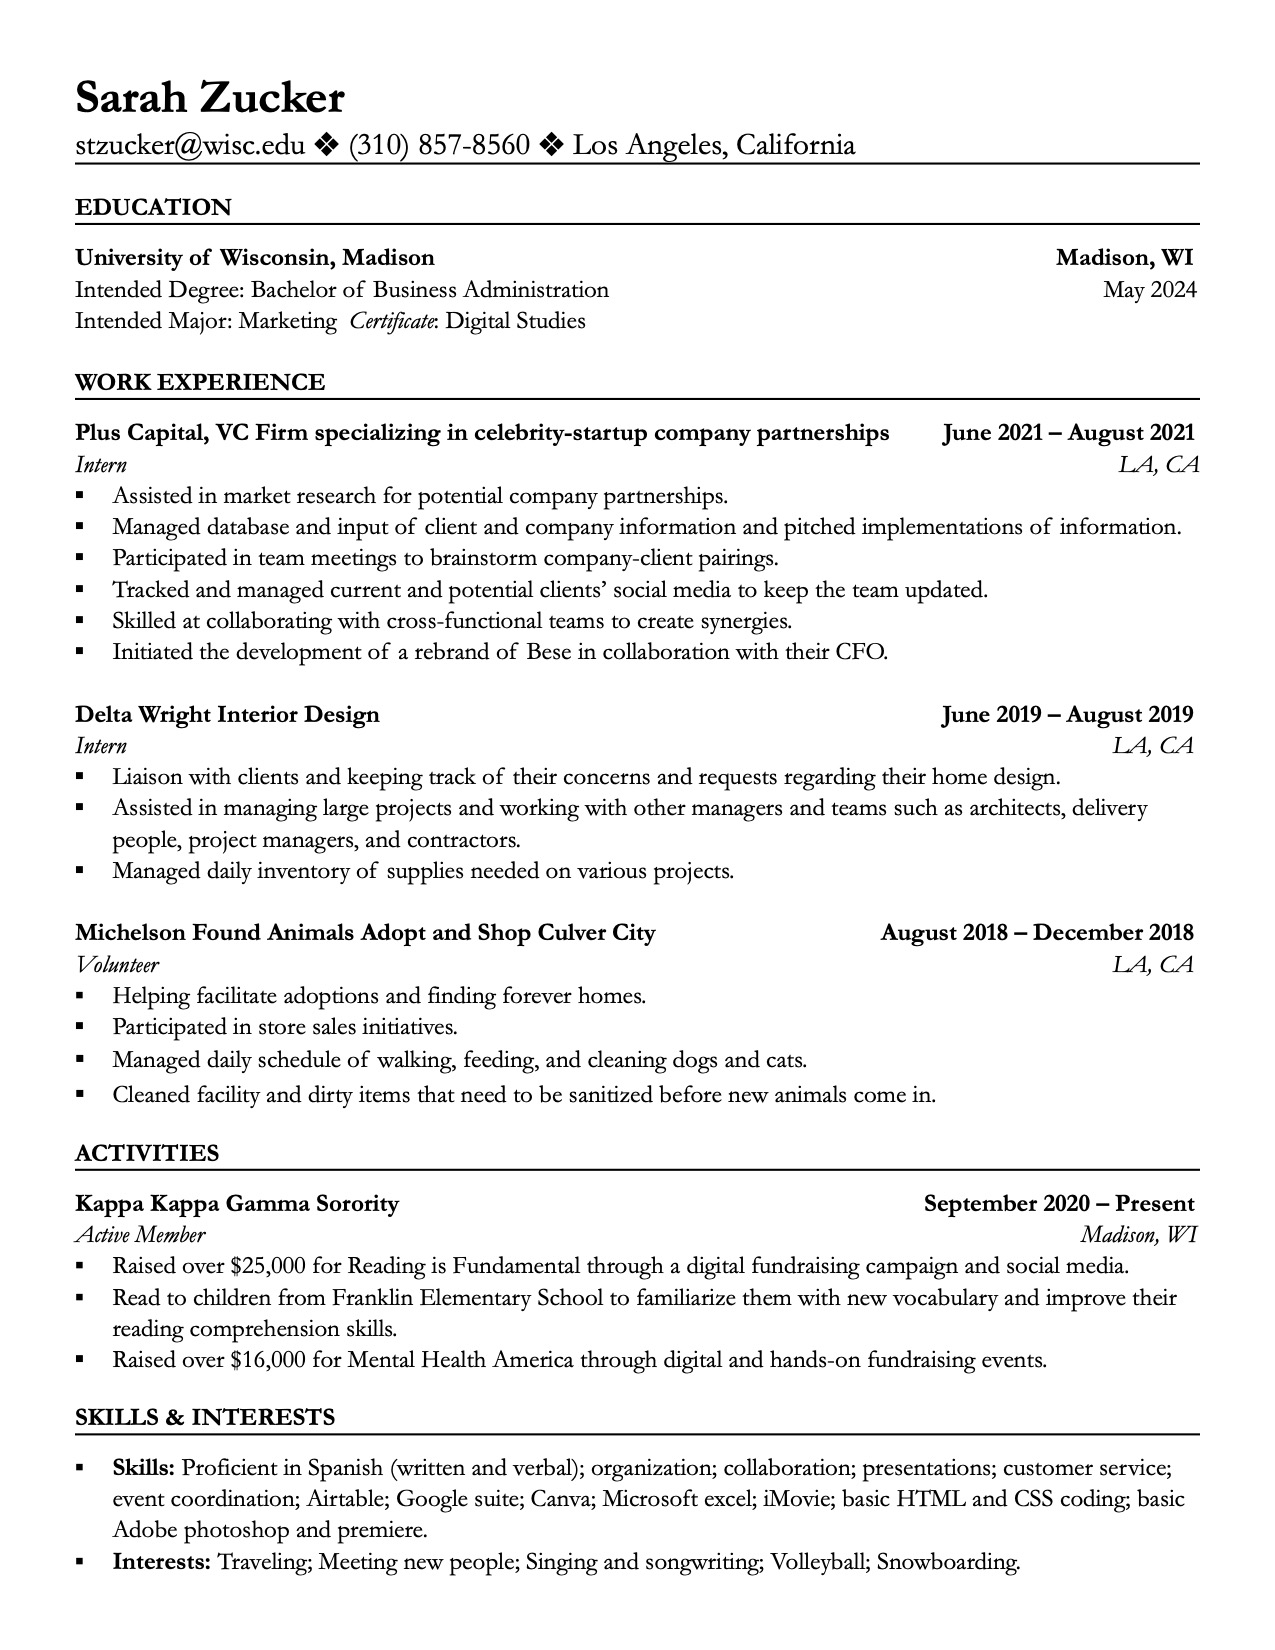 Sarah Zucker
stzucker@wisc.edu ❖ (310) 857-8560 ❖ Los Angeles, California
EDUCATION
University of Wisconsin, Madison Madison, WI
Intended Degree: Bachelor of Business Administration May 2024
Intended Major: Marketing Certificate: Digital Studies
WORK EXPERIENCE
Plus Capital, VC Firm specializing in celebrity-startup company partnerships June 2021 – August 2021
Intern LA, CA
▪ Assisted in market research for potential company partnerships.
▪ Managed database and input of client and company information and pitched implementations of information.
▪ Participated in team meetings to brainstorm company-client pairings.
▪ Tracked and managed current and potential clients’ social media to keep the team updated.
▪ Skilled at collaborating with cross-functional teams to create synergies.
▪ Initiated the development of a rebrand of Bese in collaboration with their CFO.
Delta Wright Interior Design June 2019 – August 2019
Intern LA, CA
▪ Liaison with clients and keeping track of their concerns and requests regarding their home design.
▪ Assisted in managing large projects and working with other managers and teams such as architects, delivery
people, project managers, and contractors.
▪ Managed daily inventory of supplies needed on various projects.
Michelson Found Animals Adopt and Shop Culver City August 2018 – December 2018
Volunteer LA, CA
▪ Helping facilitate adoptions and finding forever homes.
▪ Participated in store sales initiatives.
▪ Managed daily schedule of walking, feeding, and cleaning dogs and cats.
▪ Cleaned facility and dirty items that need to be sanitized before new animals come in.
ACTIVITIES
Kappa Kappa Gamma Sorority September 2020 – Present
Active Member Madison, WI
▪ Raised over $25,000 for Reading is Fundamental through a digital fundraising campaign and social media.
▪ Read to children from Franklin Elementary School to familiarize them with new vocabulary and improve their
reading comprehension skills.
▪ Raised over $16,000 for Mental Health America through digital and hands-on fundraising events.
SKILLS & INTERESTS
▪ Skills: Proficient in Spanish (written and verbal); organization; collaboration; presentations; customer service;
event coordination; Airtable; Google suite; Canva; Microsoft excel; iMovie; basic HTML and CSS coding; basic
Adobe photoshop and premiere.
▪ Interests: Traveling; Meeting new people; Singing and songwriting; Volleyball; Snowboarding.